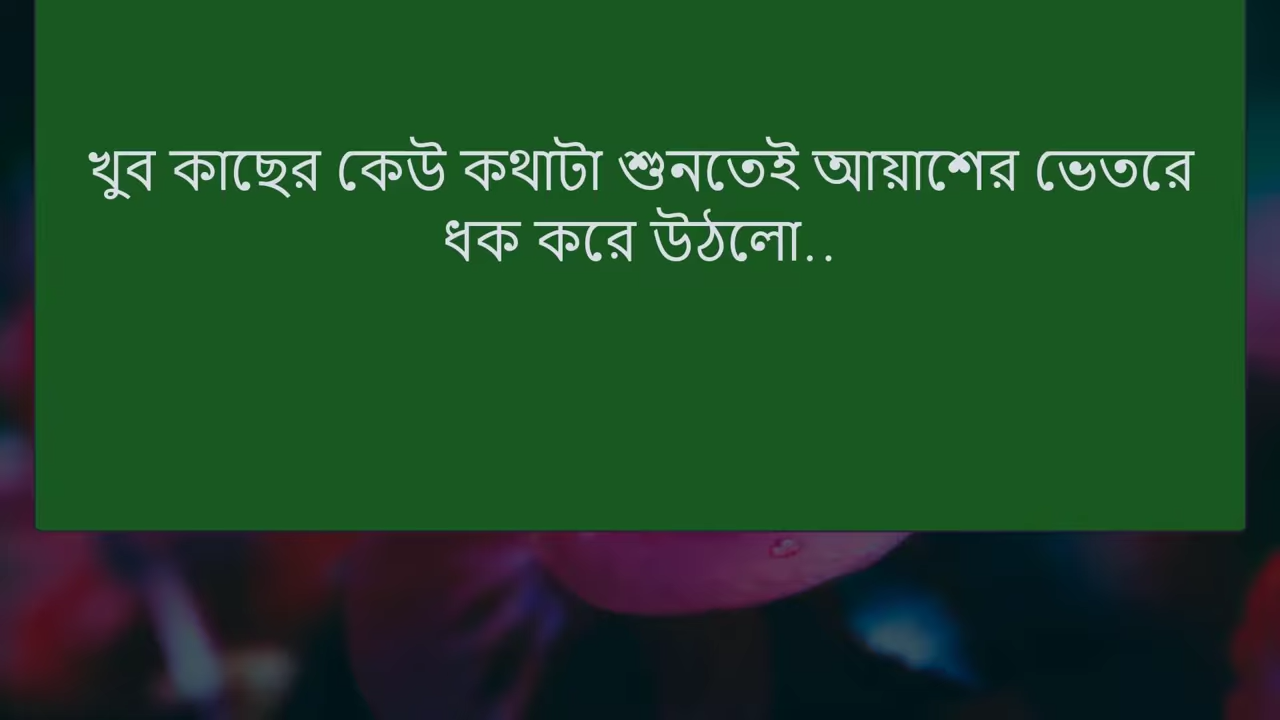 খুব কাছের কেউ কথাটা শুনতেই আয়াশের ভেতরে
ধক করে উঠলো..